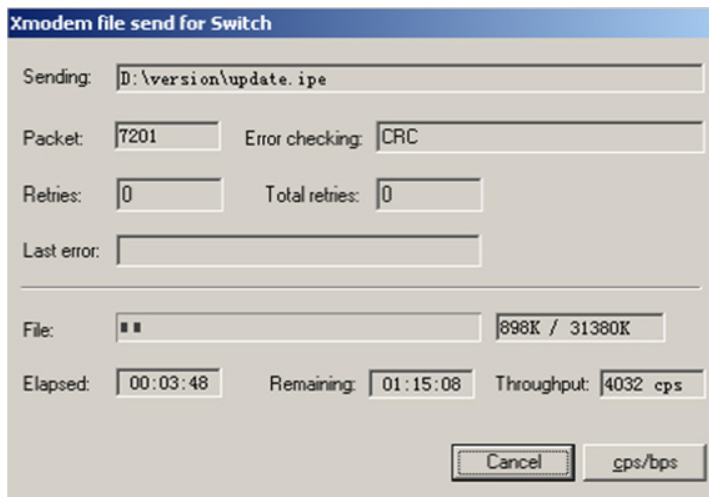 Xmodem file send for Switch
Sending: D:\version\update.ipe
Packet: 7201 Error checking: CRC
Retries: 0 Total retries: 0
Last error:
File: 898K / 31380K
Elapsed: 00:03:48 Remaining: 01:15:08 Throughput: 4032 cps
Cancel cps/bps